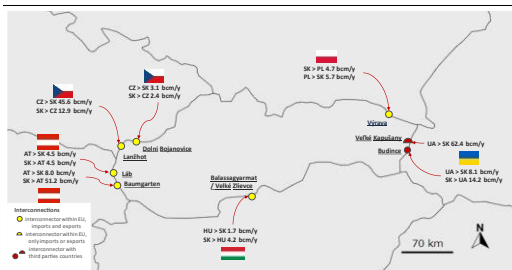 CZ > SK 3.1 bcm/y
SK > CZ 2.4 bcm/y
SK > PL 4.7 bcm/y
PL > SK 5.7 bcm/y
CZ > SK 45.6 bcm/y
SK > CZ 12.9 bcm/y
Výrava
Veľké Kapušany
UA > SK 62.4 bcm/y
Budince
Dolní Bojanovice
Lanžhot
AT > SK 4.5 bcm/y
SK > AT 4.5 bcm/y
Láb
AT > SK 8.0 bcm/y
SK > AT 51.2 bcm/y
Baumgarten
UA > SK 8.1 bcm/y
SK > UA 14.2 bcm/y
Balassagyarmat
/ Velké Zlievce
HU > SK 1.7 bcm/y
SK > HU 4.2 bcm/y
Interconnections
interconnector within EU,
imports and exports
interconnector within EU,
only imports or exports
interconnector with
third parties countries
70 km
N